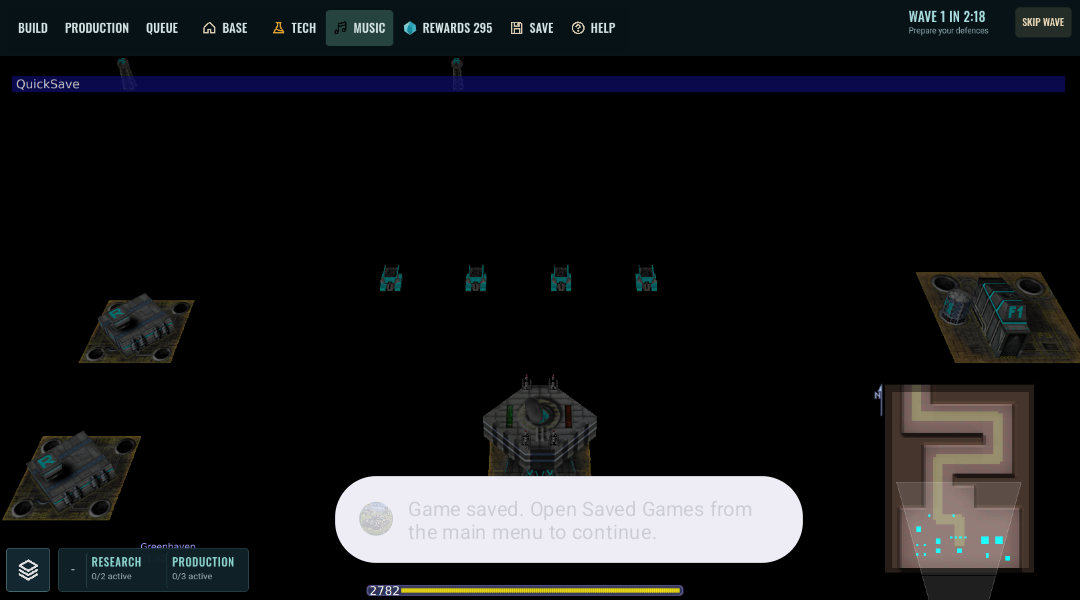 BUILD PRODUCTION QUEUE BASE TECH MUSIC REWARDS 295 SAVE HELP
WAVE 1 IN 2:18
Prepare your defences
SKIP WAVE
QuickSave
R
F1
N
R
Game saved. Open Saved Games from
the main menu to continue.
Greenhaven
- RESEARCH PRODUCTION
0/2 active 0/3 active
2782